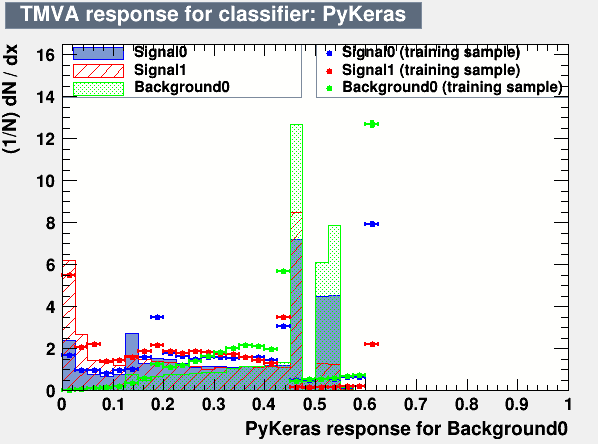 TMVA response for classifier: PyKeras
(1/N) dN / dx
16
14
12
10
8
6
4
2
0
Signal0
Signal1
Background0
Signal0 (training sample)
Signal1 (training sample)
Background0 (training sample)
0 0.1 0.2 0.3 0.4 0.5 0.6 0.7 0.8 0.9 1
PyKeras response for Background0